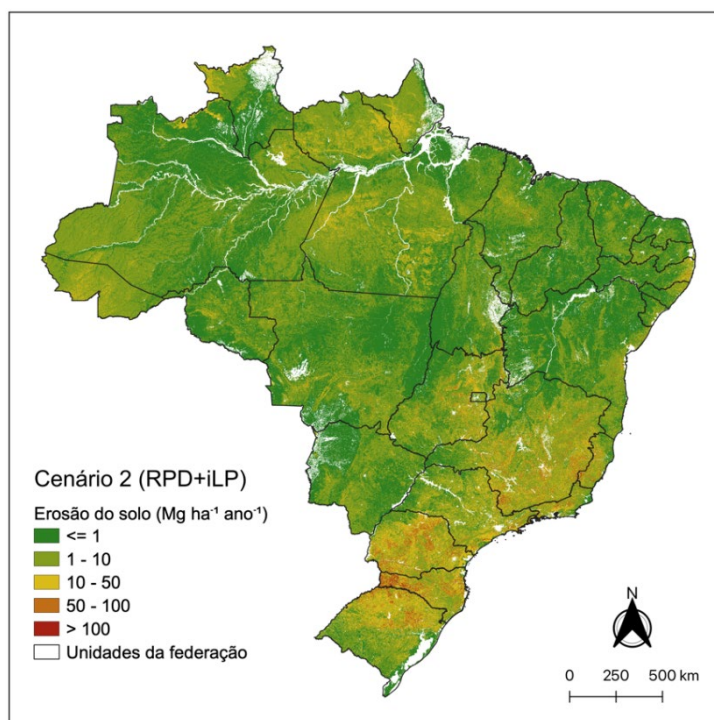 Cenário 2 (RPD+iLP)
Erosão do solo (Mg ha⁻¹ ano⁻¹)
<= 1
1 - 10
10 - 50
50 - 100
> 100
Unidades da federação
N
0 250 500 km